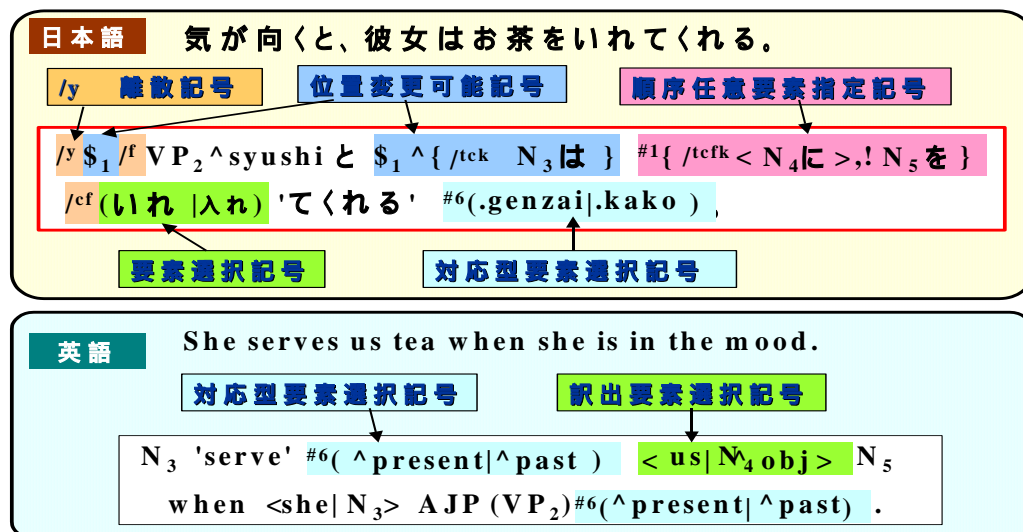 日本語 気が向くと、彼女はお茶をいれてくれる。
/y 離散記号 位置変更可能記号 順序任意要素指定記号
/y $1 /f VP2^syushi と $1^{ /tck N3は } #1{ /tcfk < N4に >,! N5を }
/cf (いれ |入れ) 'てくれる' #6(.genzai|.kako ) 。
要素選択記号 対応型要素選択記号
英語 She serves us tea when she is in the mood.
対応型要素選択記号 訳出要素選択記号
N3 'serve' #6( ^present|^past ) < us| N4^obj > N5
when <she| N3> AJP (VP2)#6(^present|^past) .